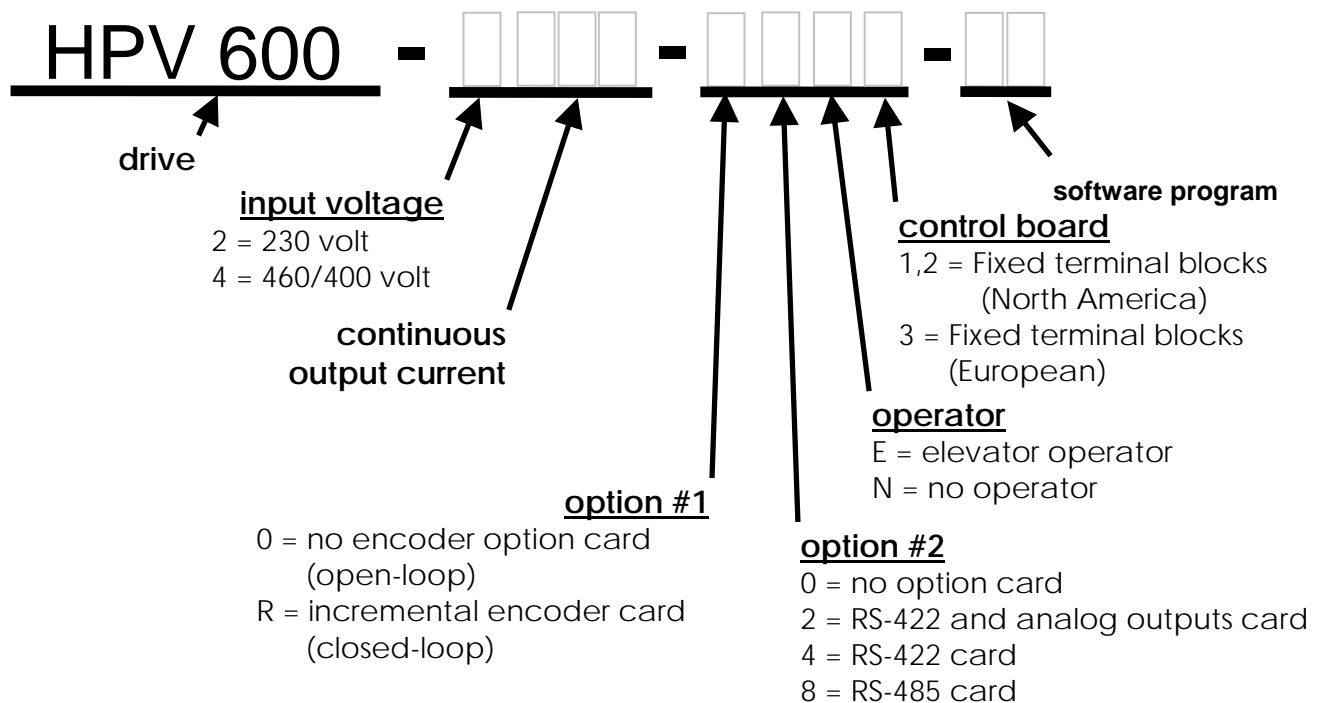 HPV 600 - -  -
drive
input voltage
2 = 230 volt
4 = 460/400 volt
continuous
output current
software program
control board
1,2 = Fixed terminal blocks
(North America)
3 = Fixed terminal blocks
(European)
operator
E = elevator operator
N = no operator
option #1
0 = no encoder option card
(open-loop)
R = incremental encoder card
(closed-loop)
option #2
0 = no option card
2 = RS-422 and analog outputs card
4 = RS-422 card
8 = RS-485 card